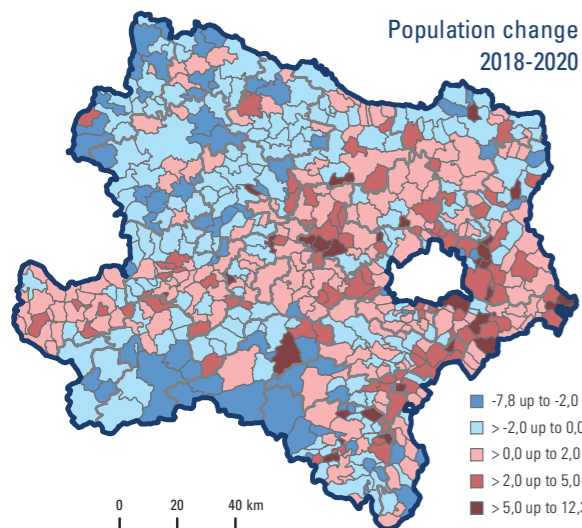 Population change
2018-2020
-7,8 up to -2,0
> -2,0 up to 0,0
> 0,0 up to 2,0
> 2,0 up to 5,0
> 5,0 up to 12,
0 20 40 km